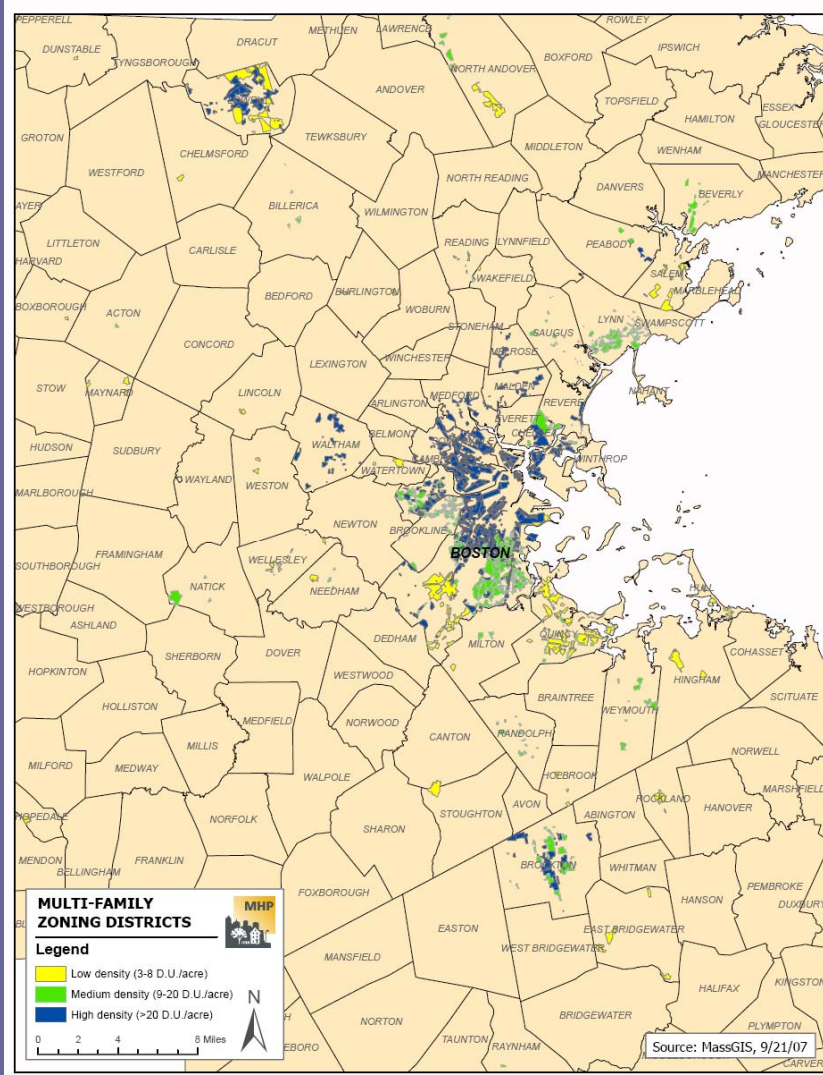 PEPPERELL
DUNSTABLE
TYNGSBOROUGH
DRACUT
METHUEN
LAWRENCE
ROWLEY
BOXFORD
IPSWICH
NORTH ANDOVER
ANDOVER
TOPSFIELD
ESSEX
HAMILTON
GLOUCESTER
GROTON
TEWKSBURY
MIDDLETON
WENHAM
WESTFORD
CHELMSFORD
NORTH READING
DANVERS
BEVERLY
MANCHESTER
AYER
BILLERICA
WILMINGTON
LITTLETON
HARVARD
CARLISLE
READING
LYNNFIELD
PEABODY
SALEM
MARBLEHEAD
WAKEFIELD
BEDFORD
BURLINGTON
BOXBOROUGH
ACTON
WOBURN
STONEHAM
SAUGUS
LYNN
SWAMPSCOTT
CONCORD
LEXINGTON
WINCHESTER
MELROSE
NAHANT
STOW
MAYNARD
LINCOLN
ARLINGTON
MEDFORD
MALDEN
REVERE
EVERETT
HUDSON
SUDBURY
WALTHAM
BELMONT
WATERTOWN
WINTHROP
MARLBOROUGH
WAYLAND
WESTON
NEWTON
BROOKLINE
BOSTON
FRAMINGHAM
SOUTHBOROUGH
NATICK
WELLESLEY
NEEDHAM
HULL
WESTBOROUGH
ASHLAND
SHERBORN
DOVER
DEDHAM
MILTON
QUINCY
COHASSET
HOPKINTON
HOLLISTON
WESTWOOD
BRAINTREE
WEYMOUTH
HINGHAM
SCITUATE
MEDFIELD
NORWOOD
CANTON
RANDOLPH
NORWELL
MILFORD
MEDWAY
MILLIS
WALPOLE
HOLBROOK
AVON
ABINGTON
ROCKLAND
HANOVER
MARSHFIELD
HOPEDALE
NORFOLK
SHARON
STOUGHTON
MENDON
BELLINGHAM
FRANKLIN
BROCKTON
WHITMAN
HANSON
PEMBROKE
DUXBURY
FOXBOROUGH
EASTON
WEST BRIDGEWATER
EAST BRIDGEWATER
MANSFIELD
HALIFAX
KINGSTON
BRIDGEWATER
PLYMPTON
NORTON
TAUNTON
RAYNHAM
CARVER
MULTI-FAMILY
ZONING DISTRICTS
MHP
Legend
Low density (3-8 D.U./acre)
Medium density (9-20 D.U./acre)
High density (>20 D.U./acre)
N
0 2 4 8 Miles
Source: MassGIS, 9/21/07